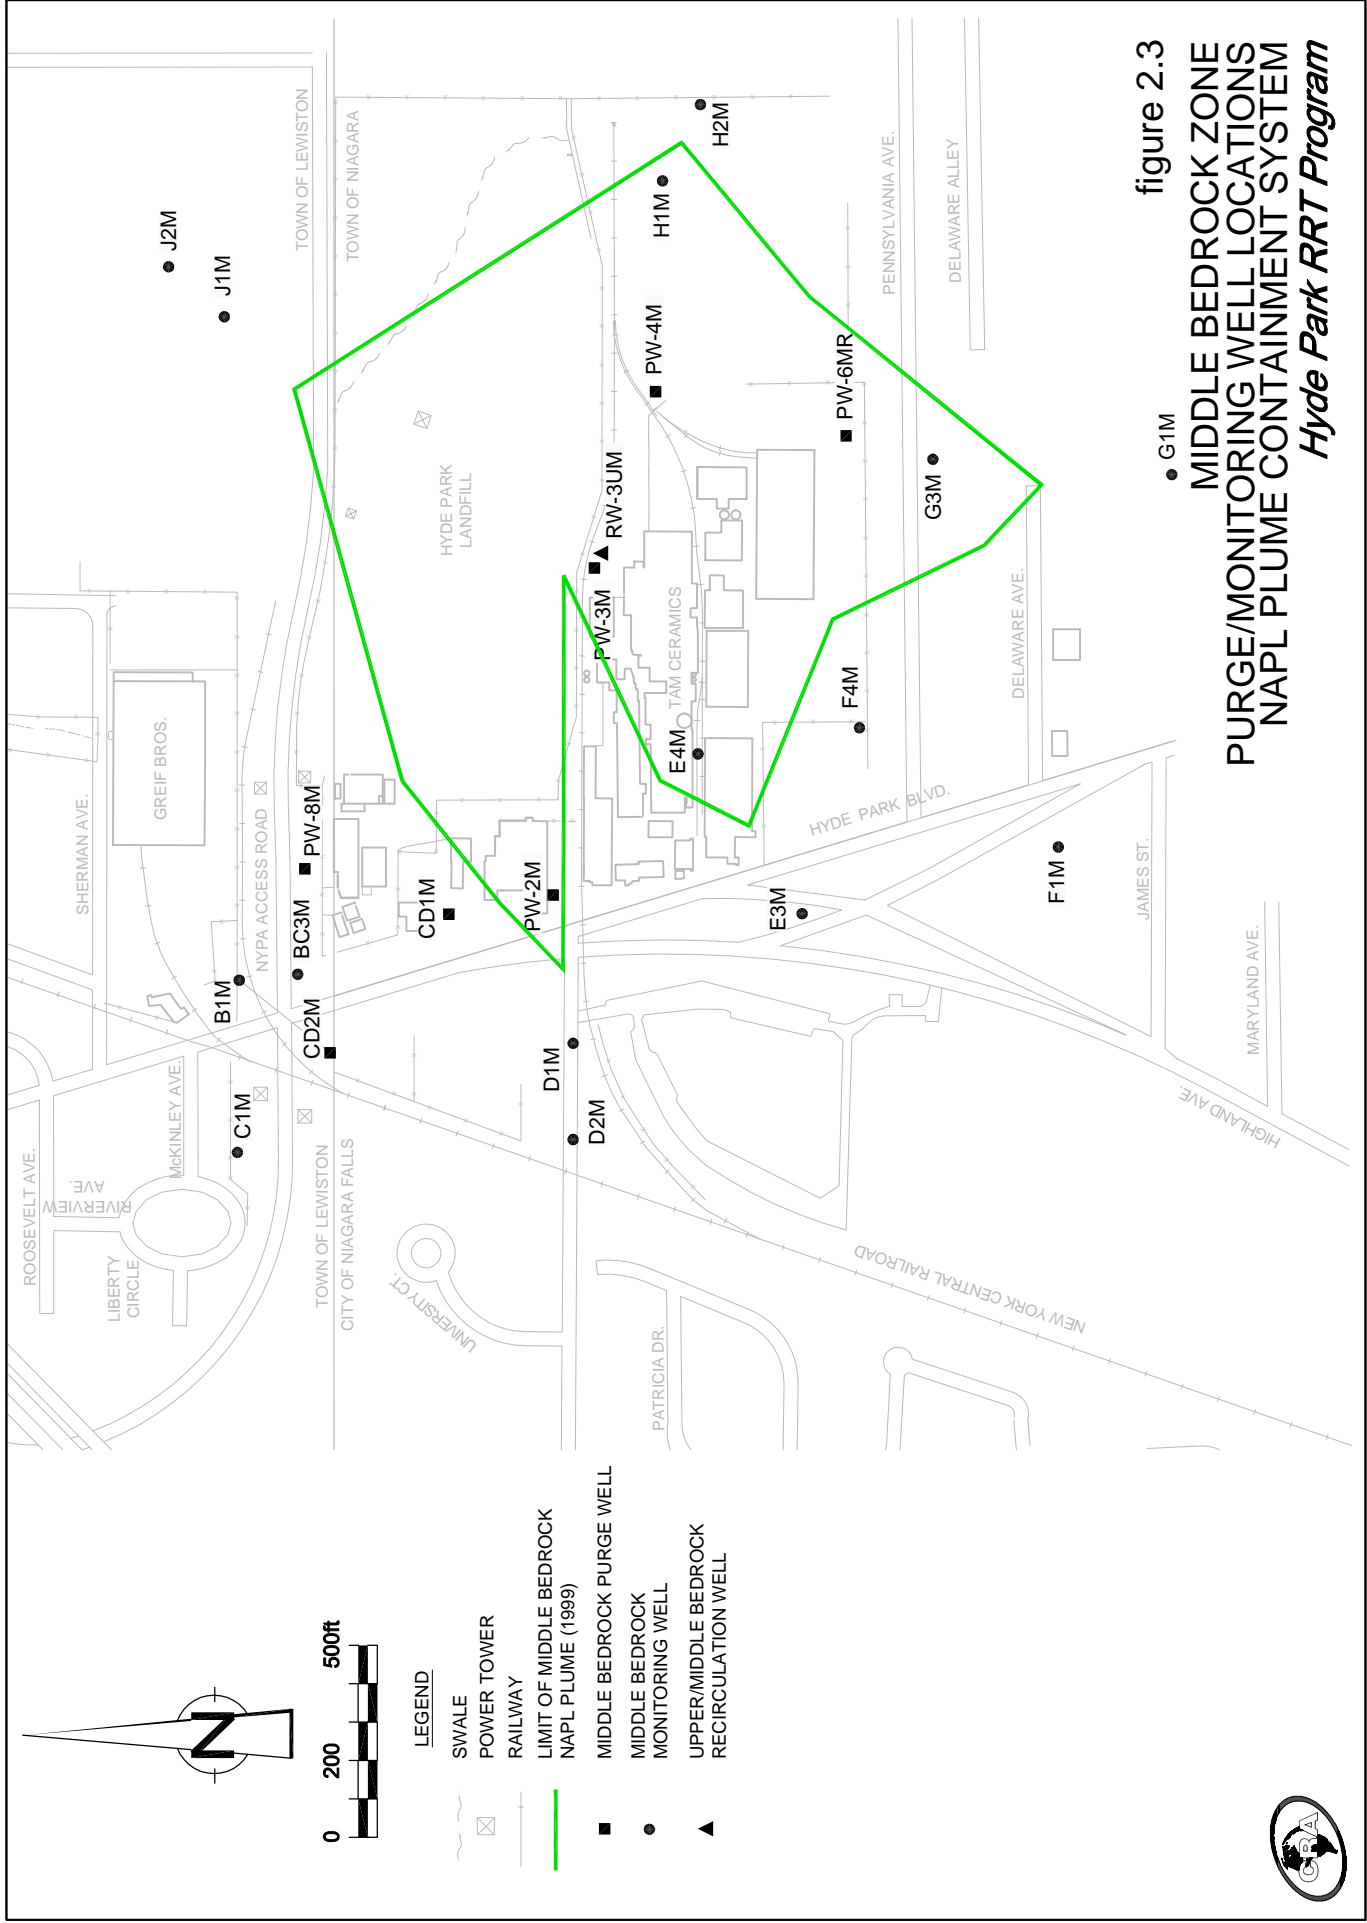 TOWN OF LEWISTON
TOWN OF NIAGARA
J2M
J1M
H2M
H1M
PENNSYLVANIA AVE.
DELAWARE ALLEY
PW-4M
PW-6MR
HYDE PARK
LANDFILL
RW-3UM
PW-3M
G3M
G1M
TAM CERAMICS
DELAWARE AVE.
F4M
E4M
GREIF BROS.
SHERMAN AVE.
NYPA ACCESS ROAD
PW-8M
HYDE PARK BLVD.
CD1M
PW-2M
BC3M
B1M
E3M
F1M
JAMES ST.
MARYLAND AVE.
CD2M
D1M
D2M
C1M
McKINLEY AVE.
HIGHLAND AVE.
ROOSEVELT AVE.
RIVERVIEW
AVE.
LIBERTY
CIRCLE
TOWN OF LEWISTON
CITY OF NIAGARA FALLS
UNIVERSITY CT.
NEW YORK CENTRAL RAILROAD
PATRICIA DR.
N
0 200 500ft
LEGEND
SWALE
POWER TOWER
RAILWAY
LIMIT OF MIDDLE BEDROCK
NAPL PLUME (1999)
MIDDLE BEDROCK PURGE WELL
MIDDLE BEDROCK
MONITORING WELL
UPPER/MIDDLE BEDROCK
RECIRCULATION WELL
figure 2.3
MIDDLE BEDROCK ZONE
PURGE/MONITORING WELL LOCATIONS
NAPL PLUME CONTAINMENT SYSTEM
Hyde Park RRT Program
CRA